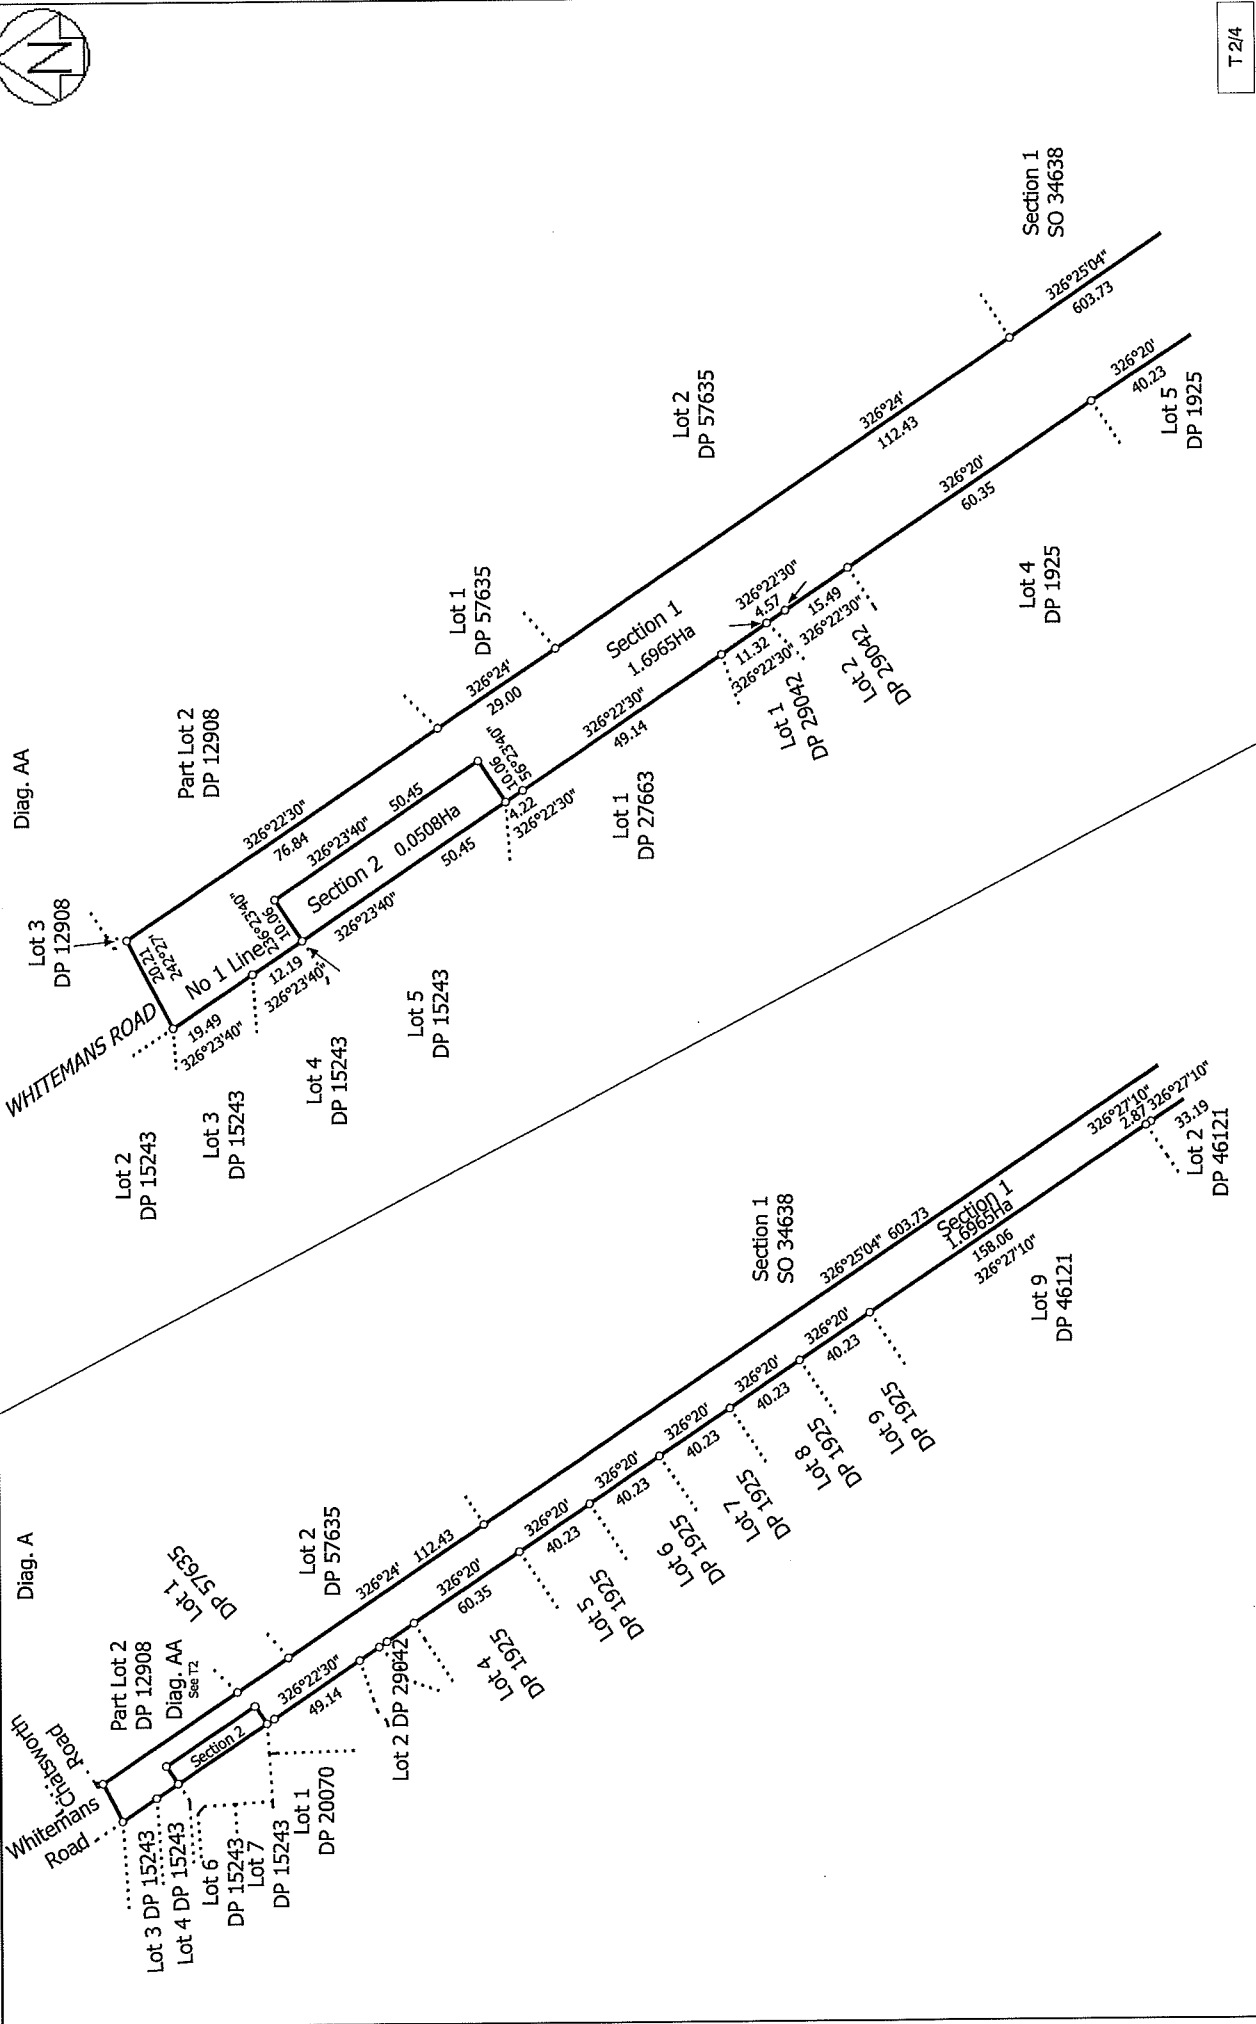 N
T 2/4
Diag. AA
WHITEMANS ROAD
Lot 3
DP 12908
20.21
242°27'
No 1 Line
Part Lot 2
DP 12908
326°22'30"
76.84
Lot 1
DP 57635
326°24'
29.00
Lot 2
DP 57635
326°24'
112.43
Section 1
SO 34638
326°25'04"
603.73
Section 1
1.6965Ha
236°23'40"
10.06
326°23'40"
50.45
Section 2 0.0508Ha
50.45
326°23'40"
10.06
56°23'40"
4.22
326°22'30"
19.49
326°23'40"
12.19
326°23'40"
Lot 2
DP 15243
Lot 3
DP 15243
Lot 4
DP 15243
Lot 5
DP 15243
Lot 1
DP 27663
326°22'30"
49.14
11.32
326°22'30"
326°22'30"
4.57
15.49
326°22'30"
Lot 1
DP 29042
Lot 2
DP 29042
326°20'
60.35
Lot 4
DP 1925
326°20'
40.23
Lot 5
DP 1925
Diag. A
Whitemans
Road
Chatsworth
Road
Part Lot 2
DP 12908
Diag. AA
See T2
Lot 1
DP 57635
Lot 2
DP 57635
326°24' 112.43
Section 1
SO 34638
326°25'04" 603.73
Section 1
1.6965Ha
Section 2
Lot 3 DP 15243
Lot 4 DP 15243
Lot 6
DP 15243
Lot 7
DP 15243
Lot 1
DP 20070
326°22'30"
49.14
Lot 2 DP 29042
326°20'
60.35
Lot 4
DP 1925
326°20'
40.23
Lot 5
DP 1925
326°20'
40.23
Lot 6
DP 1925
326°20'
40.23
Lot 7
DP 1925
326°20'
40.23
Lot 8
DP 1925
326°20'
40.23
Lot 9
DP 1925
158.06
326°27'10"
Lot 9
DP 46121
326°27'10"
2.87
326°27'10"
33.19
Lot 2
DP 46121